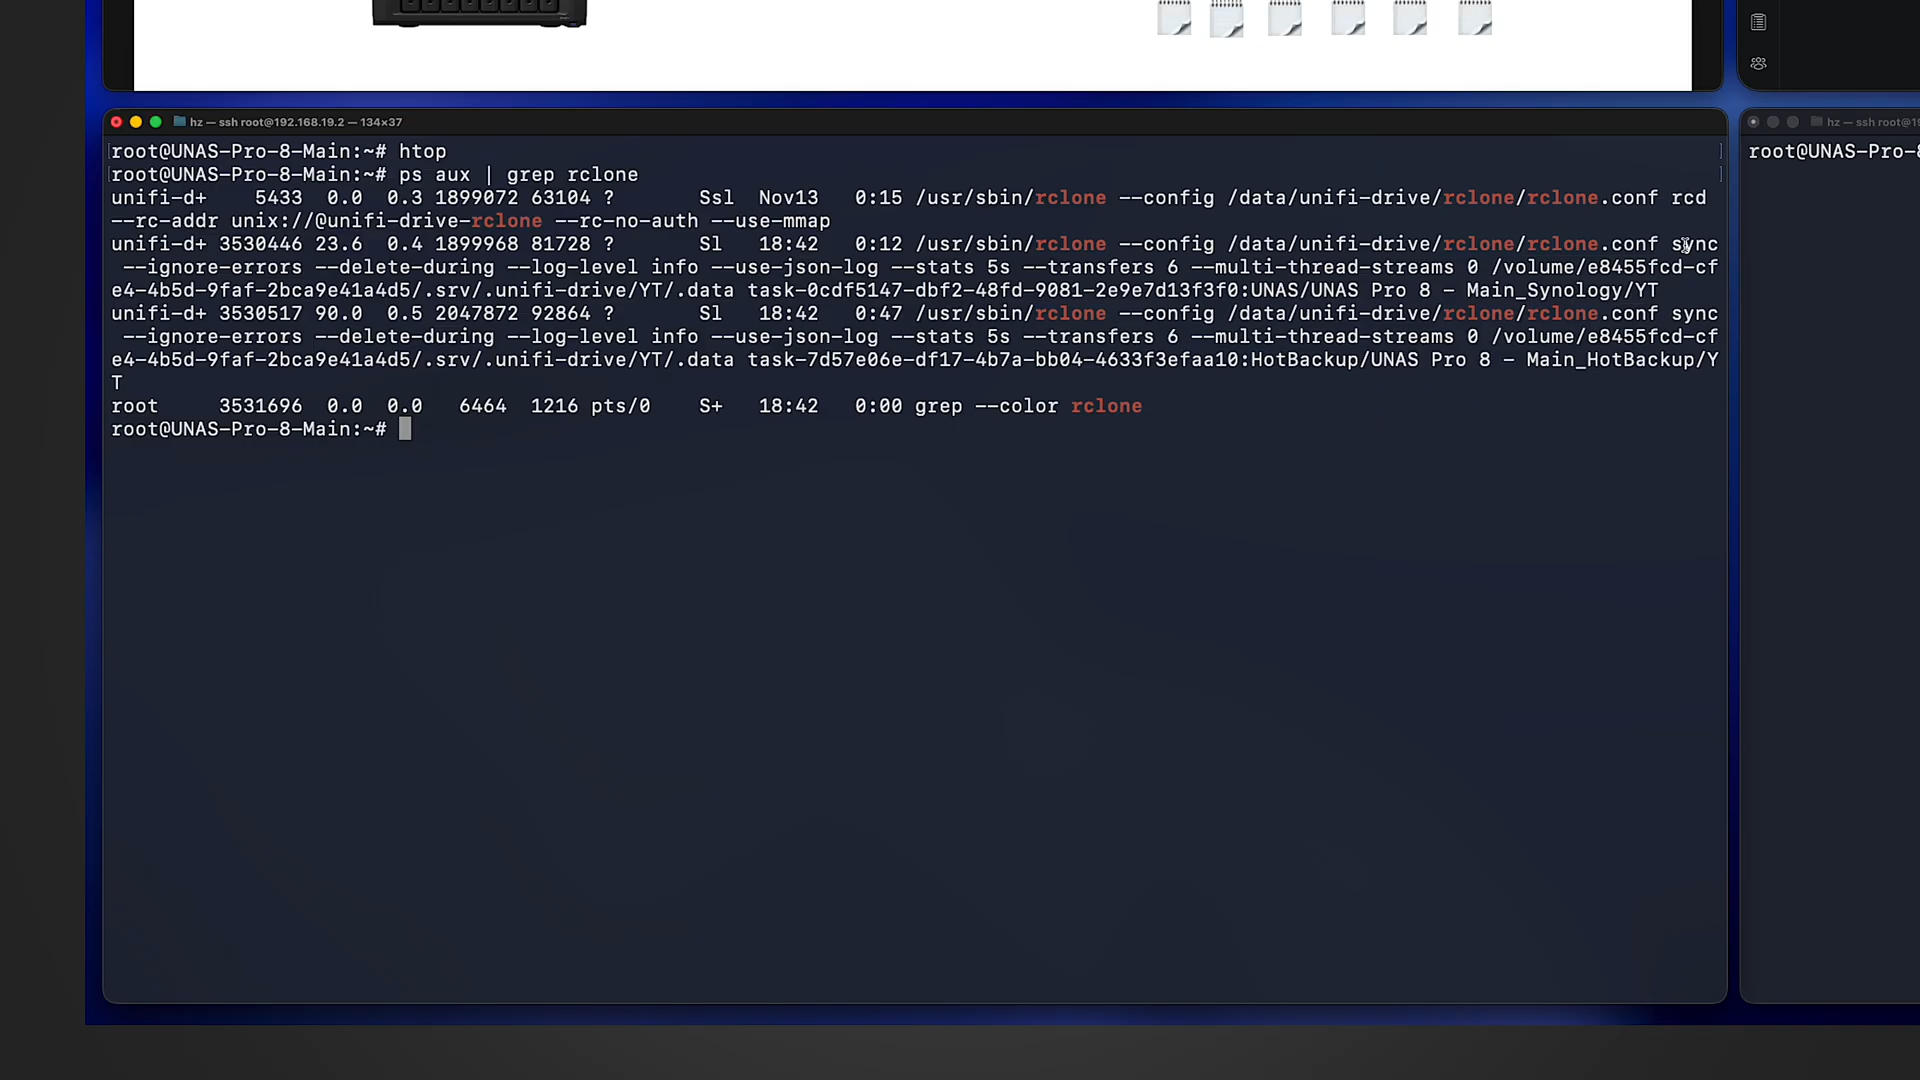 hz — ssh root@192.168.19.2 — 134×37
root@UNAS-Pro-8-Main:~# htop
root@UNAS-Pro-8-Main:~# ps aux | grep rclone
unifi-d+    5433  0.0  0.3 1899072 63104 ?       Ssl  Nov13   0:15 /usr/sbin/rclone --config /data/unifi-drive/rclone/rclone.conf rcd
--rc-addr unix://@unifi-drive-rclone --rc-no-auth --use-mmap
unifi-d+ 3530446 23.6  0.4 1899968 81728 ?       Sl   18:42   0:12 /usr/sbin/rclone --config /data/unifi-drive/rclone/rclone.conf sync
--ignore-errors --delete-during --log-level info --use-json-log --stats 5s --transfers 6 --multi-thread-streams 0 /volume/e8455fcd-cf
e4-4b5d-9faf-2bca9e41a4d5/.srv/.unifi-drive/YT/.data task-0cdf5147-dbf2-48fd-9081-2e9e7d13f3f0:UNAS/UNAS Pro 8 - Main_Synology/YT
unifi-d+ 3530517 90.0  0.5 2047872 92864 ?       Sl   18:42   0:47 /usr/sbin/rclone --config /data/unifi-drive/rclone/rclone.conf sync
--ignore-errors --delete-during --log-level info --use-json-log --stats 5s --transfers 6 --multi-thread-streams 0 /volume/e8455fcd-cf
e4-4b5d-9faf-2bca9e41a4d5/.srv/.unifi-drive/YT/.data task-7d57e06e-df17-4b7a-bb04-4633f3efaa10:HotBackup/UNAS Pro 8 - Main_HotBackup/Y
T
root     3531696  0.0  0.0   6464  1216 pts/0    S+   18:42   0:00 grep --color rclone
root@UNAS-Pro-8-Main:~#
hz — ssh root@19
root@UNAS-Pro-8